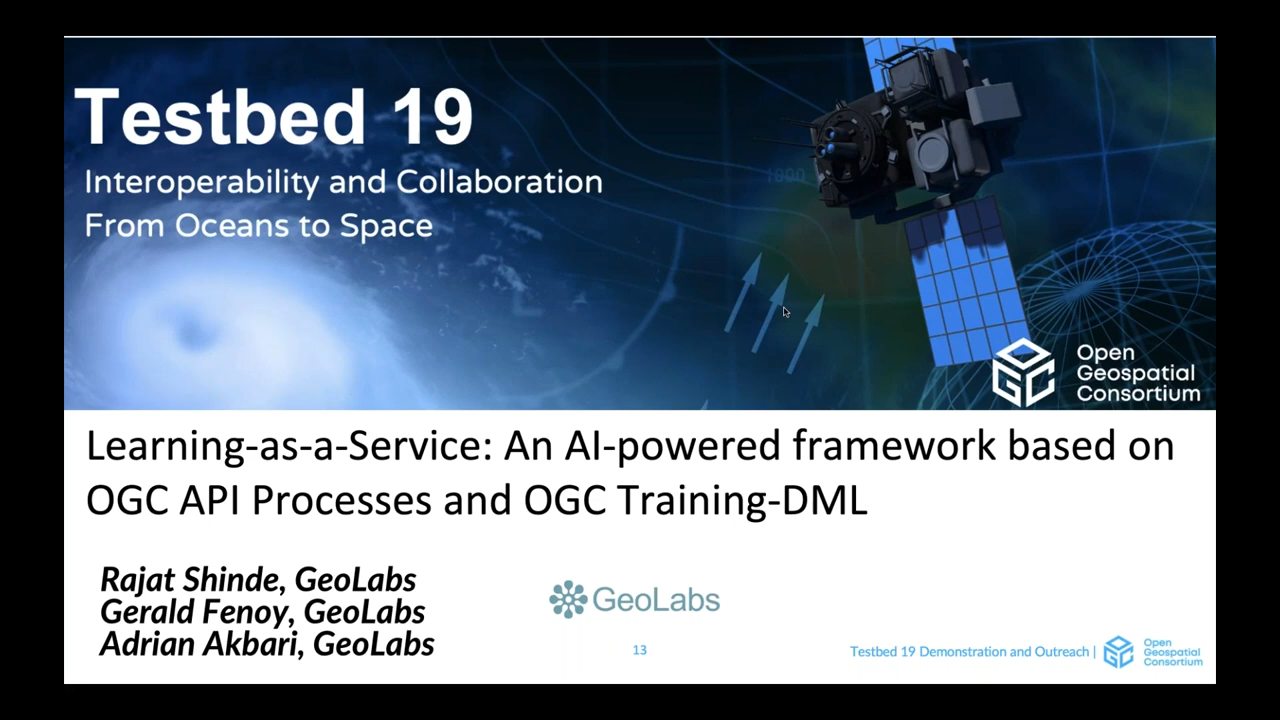 Testbed 19
Interoperability and Collaboration
From Oceans to Space
1000
Open
Geospatial
Consortium
Learning-as-a-Service: An AI-powered framework based on
OGC API Processes and OGC Training-DML
Rajat Shinde, GeoLabs
Gerald Fenoy, GeoLabs
Adrian Akbari, GeoLabs
GeoLabs
13
Testbed 19 Demonstration and Outreach |
Open
Geospatial
Consortium